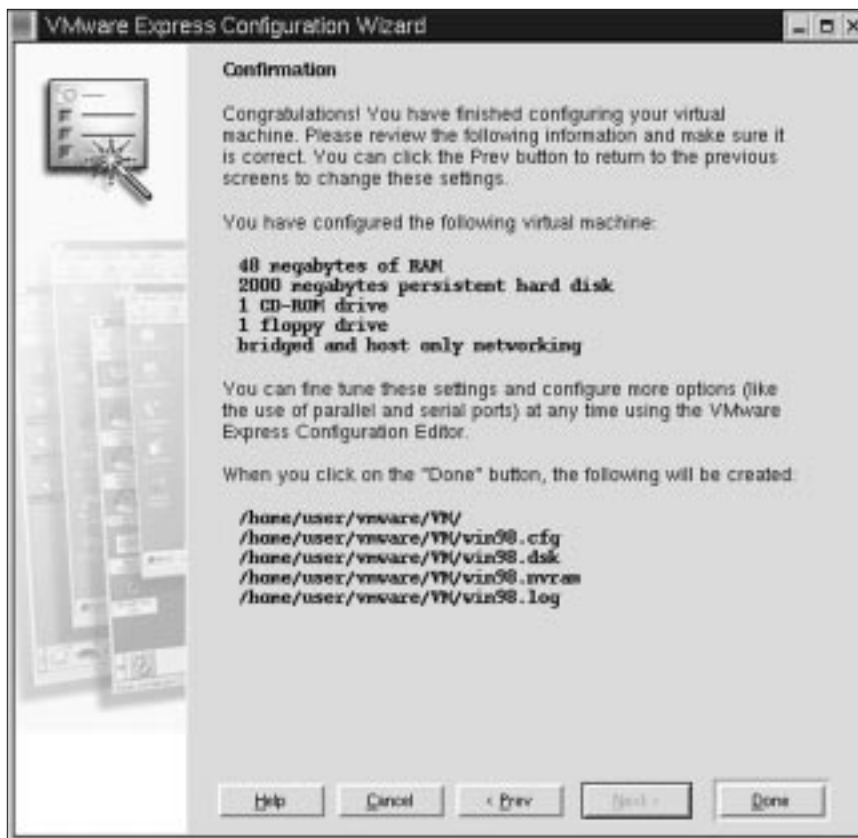 VMware Express Configuration Wizard
Confirmation
Congratulations! You have finished configuring your virtual
machine. Please review the following information and make sure it
is correct. You can click the Prev button to return to the previous
screens to change these settings.
You have configured the following virtual machine:
48 megabytes of RAM
2000 megabytes persistent hard disk
1 CD-ROM drive
1 floppy drive
bridged and host only networking
You can fine tune these settings and configure more options (like
the use of parallel and serial ports) at any time using the VMware
Express Configuration Editor.
When you click on the "Done" button, the following will be created:
/home/user/vmware/VM/
/home/user/vmware/VM/win98.cfg
/home/user/vmware/VM/win98.dsk
/home/user/vmware/VM/win98.nvram
/home/user/vmware/VM/win98.log
Help
Cancel
< Prev
Next >
Done